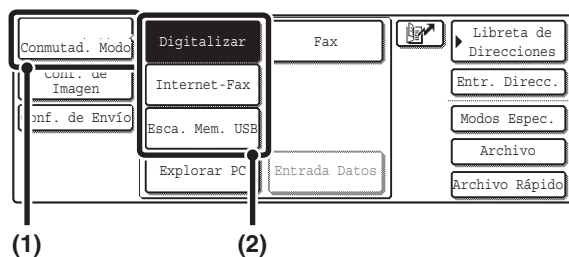 Conmutad. Modo
Digitalizar
Fax
Libreta de
Direcciones
Conf. de
Imagen
Internet-Fax
Entr. Direcc.
Conf. de Envío
Esca. Mem. USB
Modos Espec.
Archivo
Explorar PC
Entrada Datos
Archivo Rápido
(1)
(2)